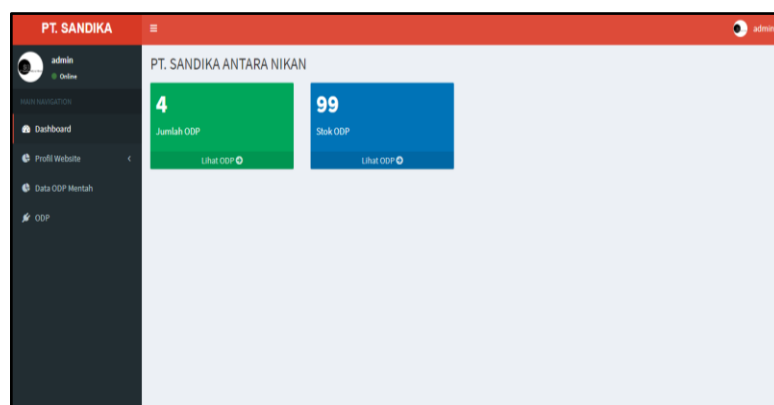 PT. SANDIKA
admin
admin
Online
MAIN NAVIGATION
Dashboard
Profil Website
Data ODP Mentah
ODP
PT. SANDIKA ANTARA NIKAN
4
Jumlah ODP
Lihat ODP
99
Stok ODP
Lihat ODP